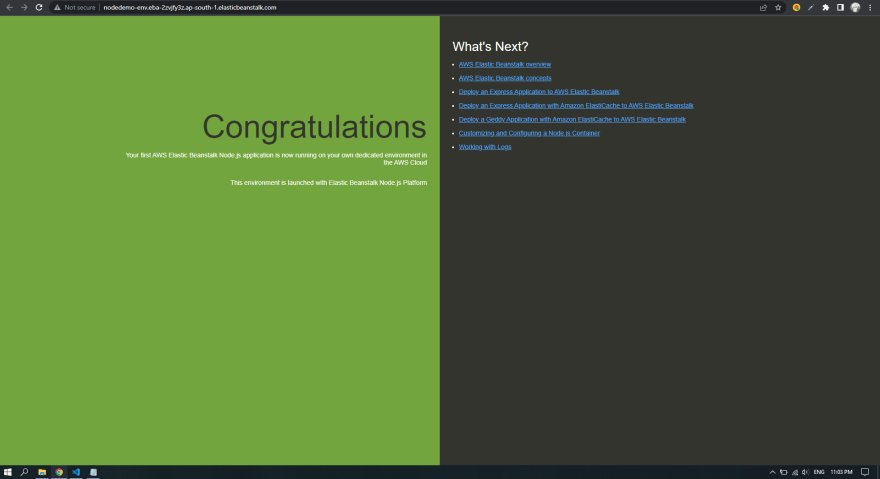 Not secure
nodedemo-env.eba-2zvjfy3z.ap-south-1.elasticbeanstalk.com
Congratulations
Your first AWS Elastic Beanstalk Node.js application is now running on your own dedicated environment in
the AWS Cloud
This environment is launched with Elastic Beanstalk Node.js Platform
What's Next?
AWS Elastic Beanstalk overview
AWS Elastic Beanstalk concepts
Deploy an Express Application to AWS Elastic Beanstalk
Deploy an Express Application with Amazon ElastiCache to AWS Elastic Beanstalk
Deploy a Geddy Application with Amazon ElastiCache to AWS Elastic Beanstalk
Customizing and Configuring a Node.js Container
Working with Logs
ENG
11:03 PM